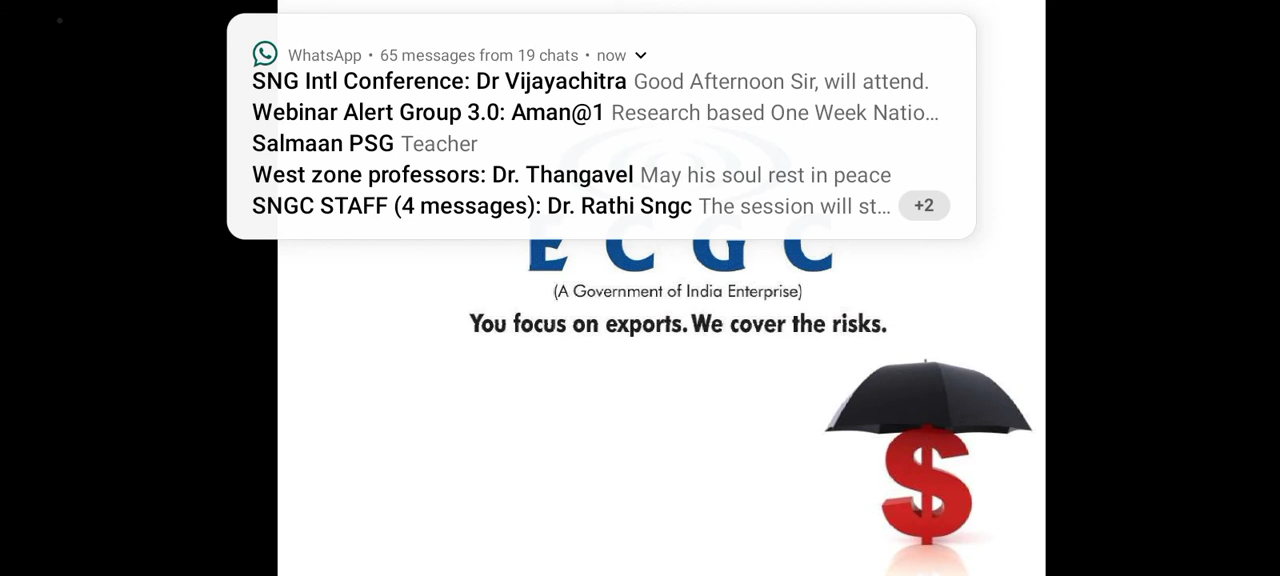 WhatsApp • 65 messages from 19 chats • now
SNG Intl Conference: Dr Vijayachitra Good Afternoon Sir, will attend.
Webinar Alert Group 3.0: Aman@1 Research based One Week Natio...
Salmaan PSG Teacher
West zone professors: Dr. Thangavel May his soul rest in peace
SNGC STAFF (4 messages): Dr. Rathi Sngc The session will st... +2
ECGC
(A Government of India Enterprise)
You focus on exports. We cover the risks.
$